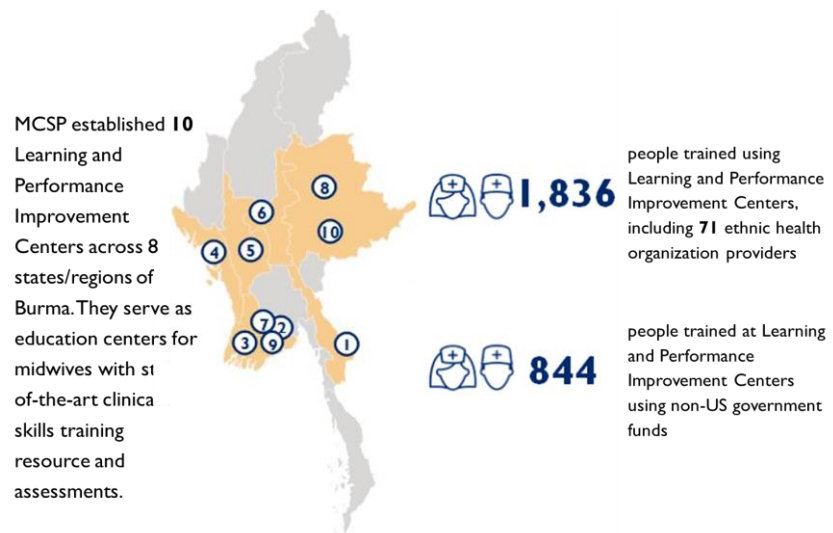 MCSP established 10
Learning and
Performance
Improvement
Centers across 8
states/regions of
Burma. They serve as
education centers for
midwives with st
of-the-art clinica
skills training
resource and
assessments.
8
6
10
4
5
7
2
3
9
1
1,836
people trained using
Learning and Performance
Improvement Centers,
including 71 ethnic health
organization providers
844
people trained at Learning
and Performance
Improvement Centers
using non-US government
funds